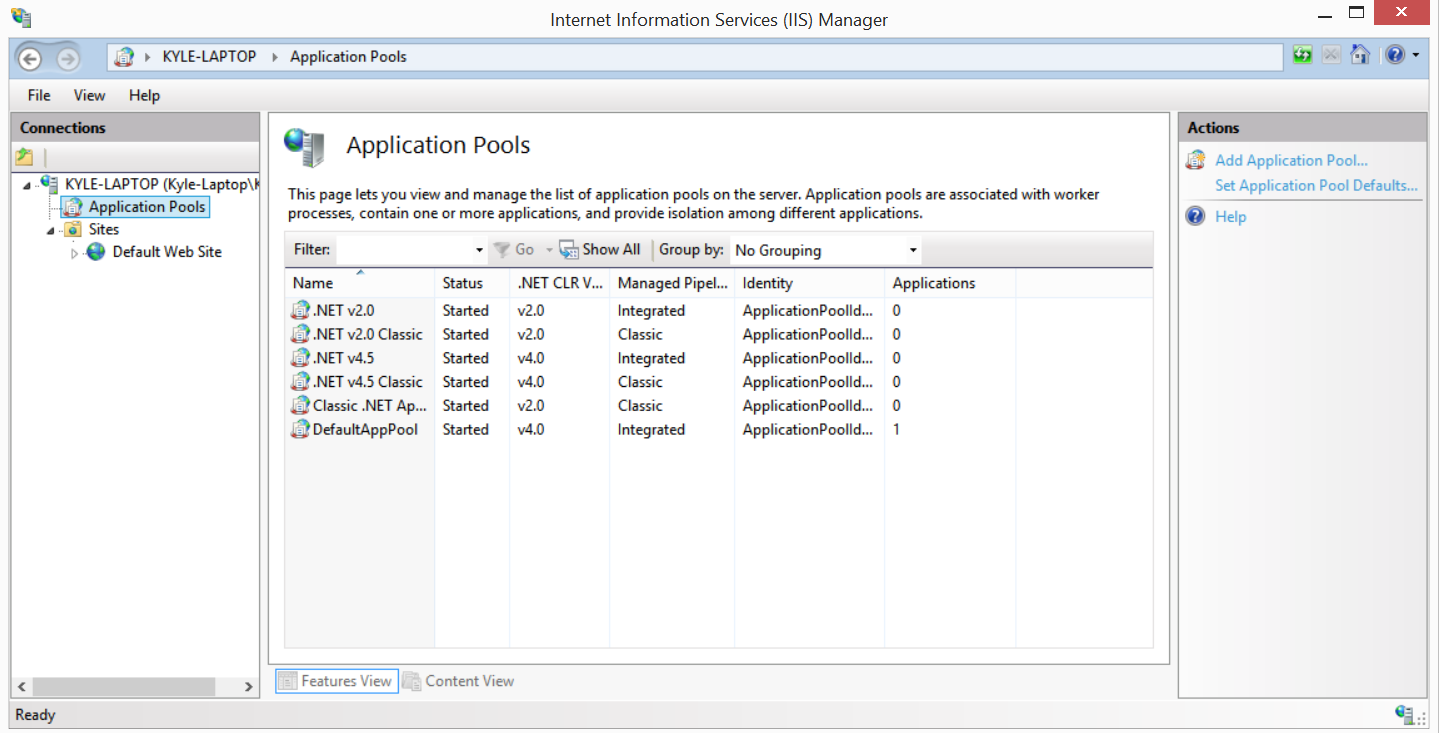 Internet Information Services (IIS) Manager
KYLE-LAPTOP Application Pools
File View Help
Connections
KYLE-LAPTOP (Kyle-Laptop\K
Application Pools
Sites
Default Web Site
Application Pools
This page lets you view and manage the list of application pools on the server. Application pools are associated with worker
processes, contain one or more applications, and provide isolation among different applications.
Filter: Go Show All Group by: No Grouping
Name Status .NET CLR V... Managed Pipel... Identity Applications
.NET v2.0 Started v2.0 Integrated ApplicationPoolId... 0
.NET v2.0 Classic Started v2.0 Classic ApplicationPoolId... 0
.NET v4.5 Started v4.0 Integrated ApplicationPoolId... 0
.NET v4.5 Classic Started v4.0 Classic ApplicationPoolId... 0
Classic .NET Ap... Started v2.0 Classic ApplicationPoolId... 0
DefaultAppPool Started v4.0 Integrated ApplicationPoolId... 1
Features View Content View
Actions
Add Application Pool...
Set Application Pool Defaults...
Help
Ready